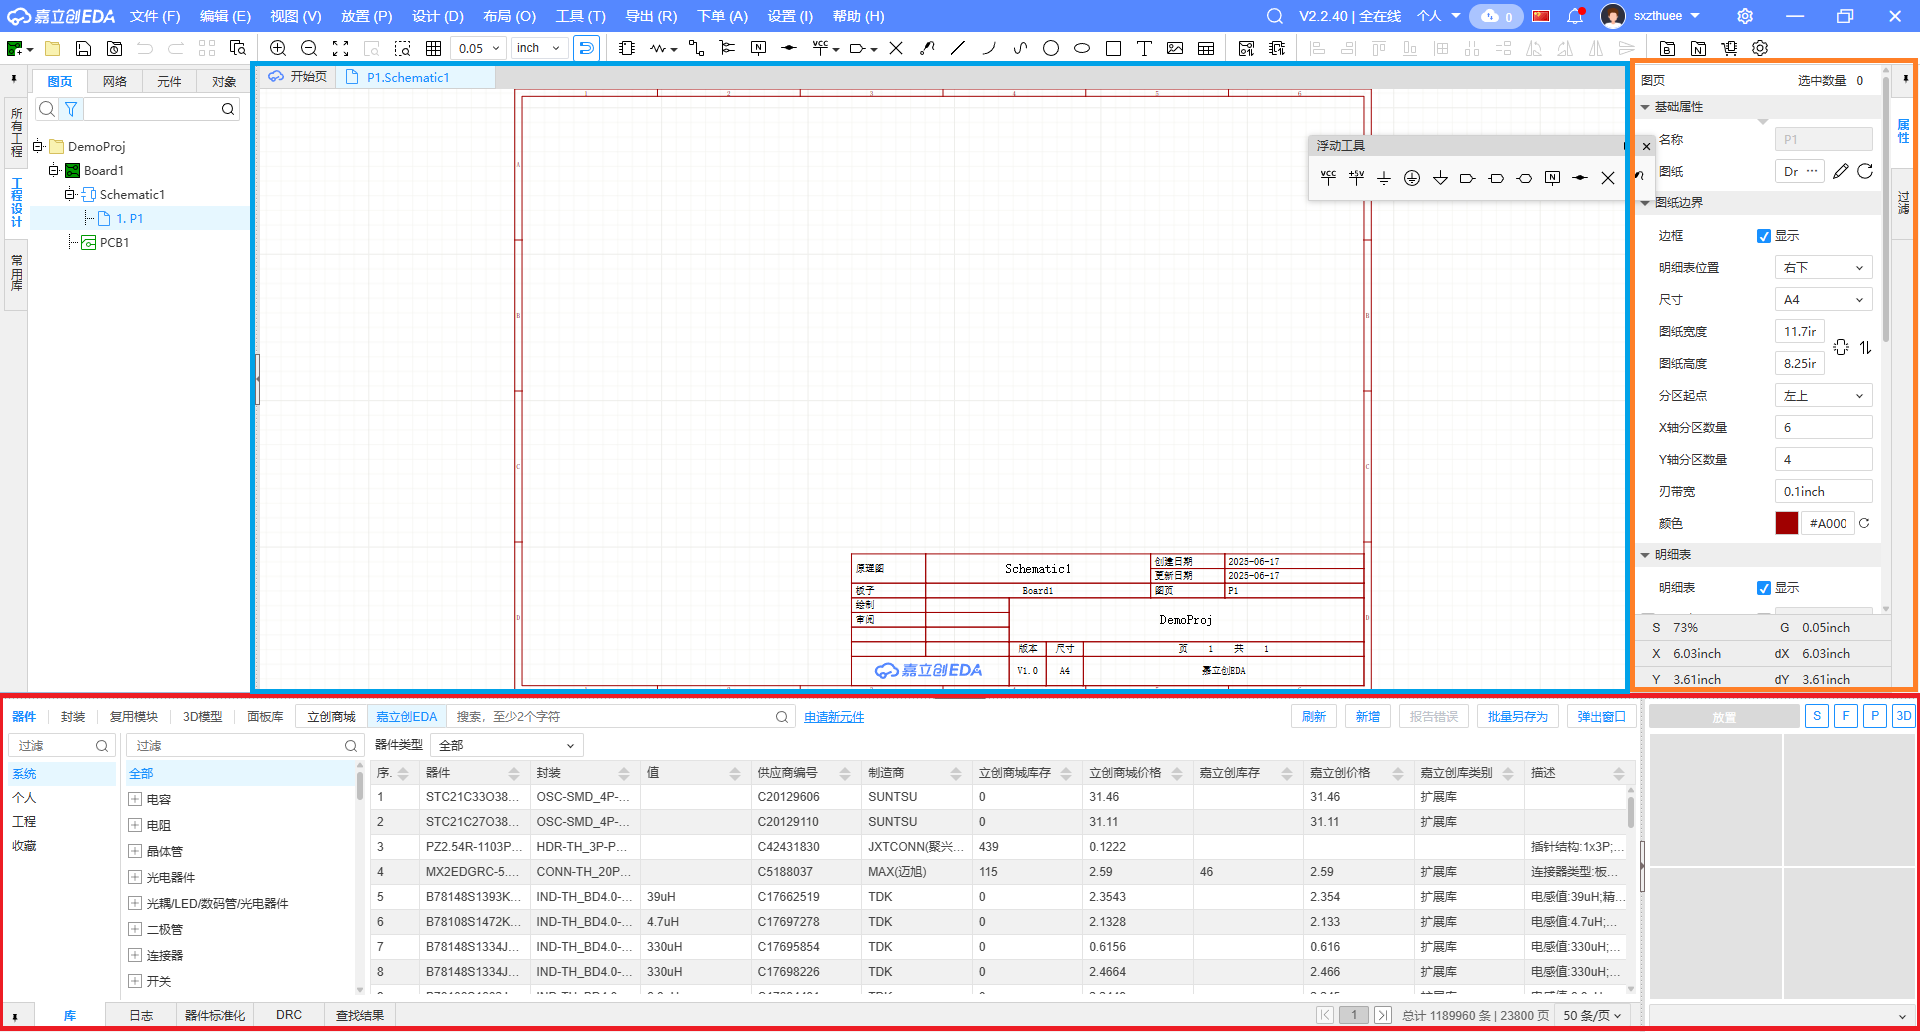 嘉立创EDA 文件 (F) 编辑 (E) 视图 (V) 放置 (P) 设计 (D) 布局 (O) 工具 (T) 导出 (R) 下单 (A) 设置 (I) 帮助 (H) V2.2.40 | 全在线 个人 0 sxzthuee
0.05 inch VCC N
图页 网络 元件 对象 开始页 P1.Schematic1
所有工程
工程设计
常用库
DemoProj
Board1
Schematic1
1. P1
PCB1
1 2 3 4 5 6
A
B B
C C
D D
浮动工具
VCC +5V N
原理图 Schematic1 创建日期 2025-06-17
更新日期 2025-06-17
板子 Board1 图页 P1
绘制
审阅 DemoProj
版本 尺寸 页 1 共 1
嘉立创EDA V1.0 A4 嘉立创EDA
图页 选中数量 0
基础属性
名称 P1
图纸 Dr ...
图纸边界
边框 显示
明细表位置 右下
尺寸 A4
图纸宽度 11.7ir
图纸高度 8.25ir
分区起点 左上
X轴分区数量 6
Y轴分区数量 4
刃带宽 0.1inch
颜色 #A000
明细表
明细表 显示
S 73% G 0.05inch
X 6.03inch dX 6.03inch
Y 3.61inch dY 3.61inch
属性
过滤
器件 封装 复用模块 3D模型 面板库 立创商城 嘉立创EDA 搜索，至少2个字符 申请新元件 刷新 新增 报告错误 批量另存为 弹出窗口 放置 S F P 3D
过滤 过滤 器件类型 全部
系统
个人
工程
收藏
全部
电容
电阻
晶体管
光电器件
光耦/LED/数码管/光电器件
二极管
连接器
开关
序. 器件 封装 值 供应商编号 制造商 立创商城库存 立创商城价格 嘉立创库存 嘉立创价格 嘉立创库类别 描述
1 STC21C33O38... OSC-SMD_4P-... C20129606 SUNTSU 0 31.46 31.46 扩展库
2 STC21C27O38... OSC-SMD_4P-... C20129110 SUNTSU 0 31.11 31.11 扩展库
3 PZ2.54R-1103P... HDR-TH_3P-P... C42431830 JXTCONN(聚兴... 439 0.1222 插针结构:1x3P;...
4 MX2EDGRC-5.... CONN-TH_20P... C5188037 MAX(迈旭) 115 2.59 46 2.59 扩展库 连接器类型:板...
5 B78148S1393K... IND-TH_BD4.0-... 39uH C17662519 TDK 0 2.3543 2.354 扩展库 电感值:39uH;精...
6 B78108S1472K... IND-TH_BD4.0-... 4.7uH C17697278 TDK 0 2.1328 2.133 扩展库 电感值:4.7uH;...
7 B78148S1334J... IND-TH_BD4.0-... 330uH C17695854 TDK 0 0.6156 0.616 扩展库 电感值:330uH;...
8 B78148S1334J... IND-TH_BD4.0-... 330uH C17698226 TDK 0 2.4664 2.466 扩展库 电感值:330uH;...
库 日志 器件标准化 DRC 查找结果 1 总计 1189960 条 | 23800 页 50 条/页